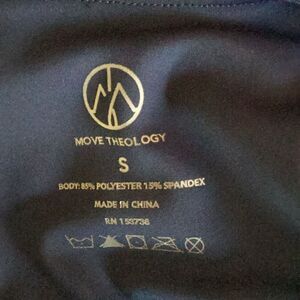 MOVE THEOLOGY
S
BODY: 85% POLYESTER 15% SPANDEX
MADE IN CHINA
RN 153736